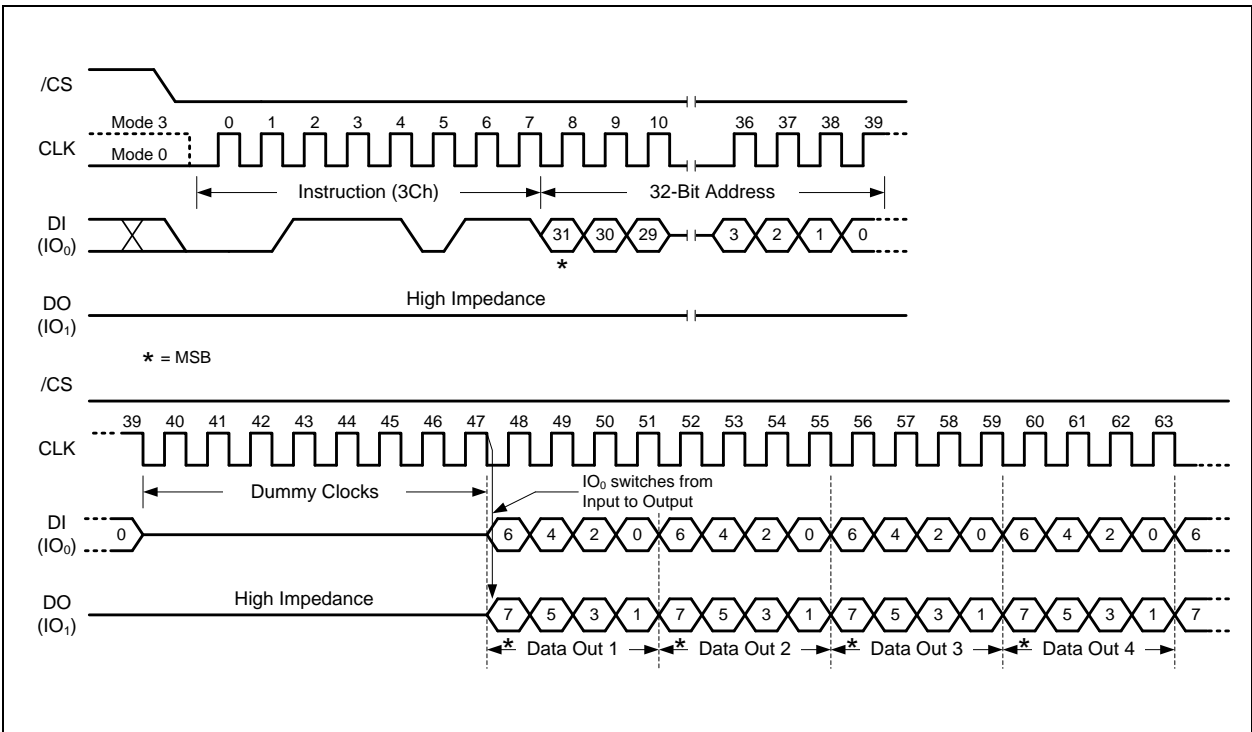 /CS
Mode 3 0 1 2 3 4 5 6 7 8 9 10 36 37 38 39
CLK
Mode 0
Instruction (3Ch) 32-Bit Address
DI
(IO₀)
31 30 29 3 2 1 0
*
DO
(IO₁)
High Impedance
* = MSB
/CS
39 40 41 42 43 44 45 46 47 48 49 50 51 52 53 54 55 56 57 58 59 60 61 62 63
CLK
Dummy Clocks
IO₀ switches from
Input to Output
DI
(IO₀)
0 6 4 2 0 6 4 2 0 6 4 2 0 6 4 2 0 6
DO
(IO₁)
High Impedance
7 5 3 1 7 5 3 1 7 5 3 1 7 5 3 1 7
* Data Out 1 * Data Out 2 * Data Out 3 * Data Out 4